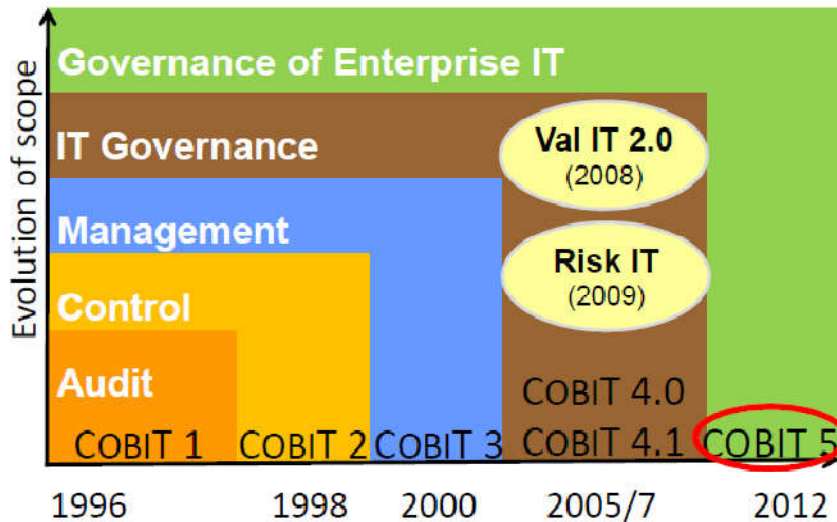 Evolution of scope
Governance of Enterprise IT
IT Governance
Val IT 2.0
(2008)
Management
Risk IT
(2009)
Control
Audit
COBIT 4.0
COBIT 1
COBIT 2
COBIT 3
COBIT 4.1
COBIT 5
1996
1998
2000
2005/7
2012